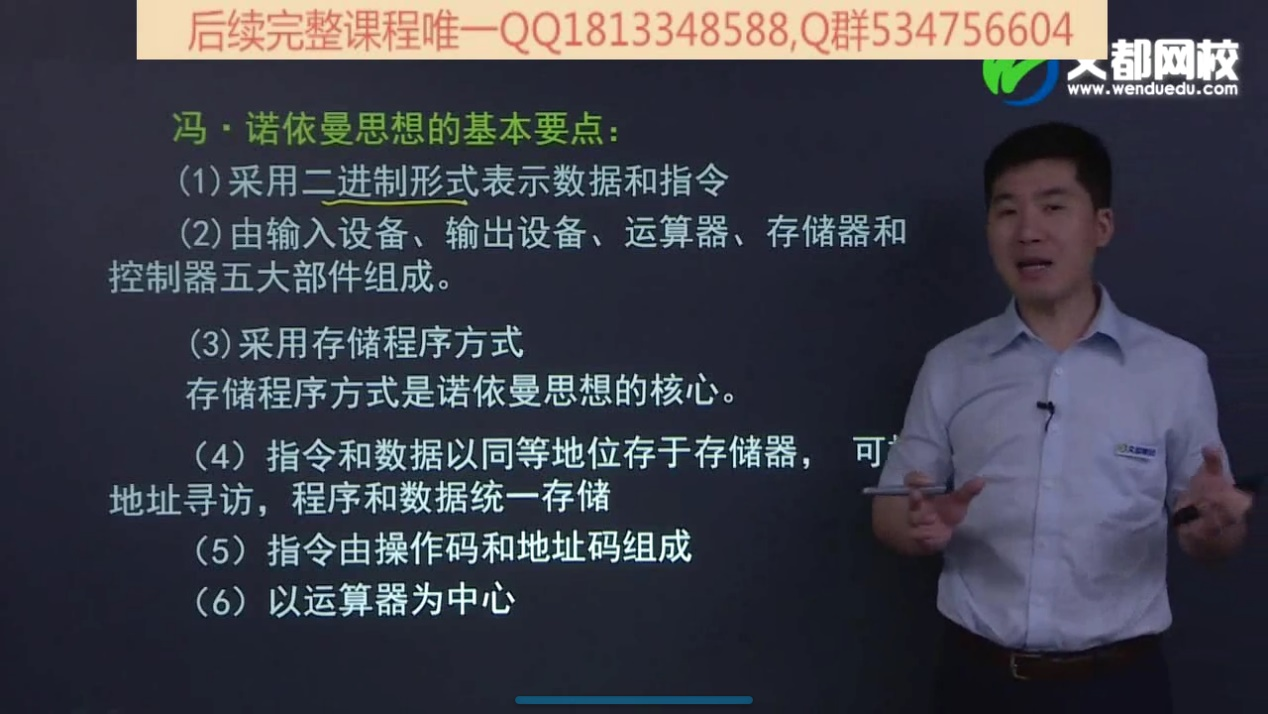 后续完整课程唯一QQ1813348588,Q群534756604
文都网校
www.wenduedu.com
冯·诺依曼思想的基本要点：
(1)采用二进制形式表示数据和指令
(2)由输入设备、输出设备、运算器、存储器和
控制器五大部件组成。
(3)采用存储程序方式
存储程序方式是诺依曼思想的核心。
（4）指令和数据以同等地位存于存储器， 可
地址寻访，程序和数据统一存储
（5）指令由操作码和地址码组成
（6）以运算器为中心